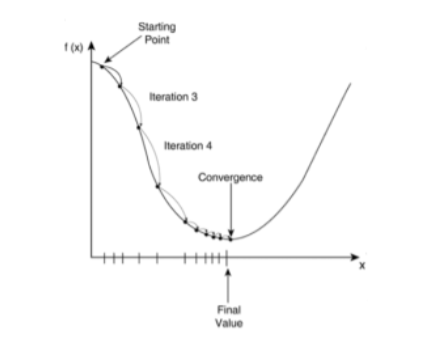 Starting
Point
f (x)
Iteration 3
Iteration 4
Convergence
x
Final
Value